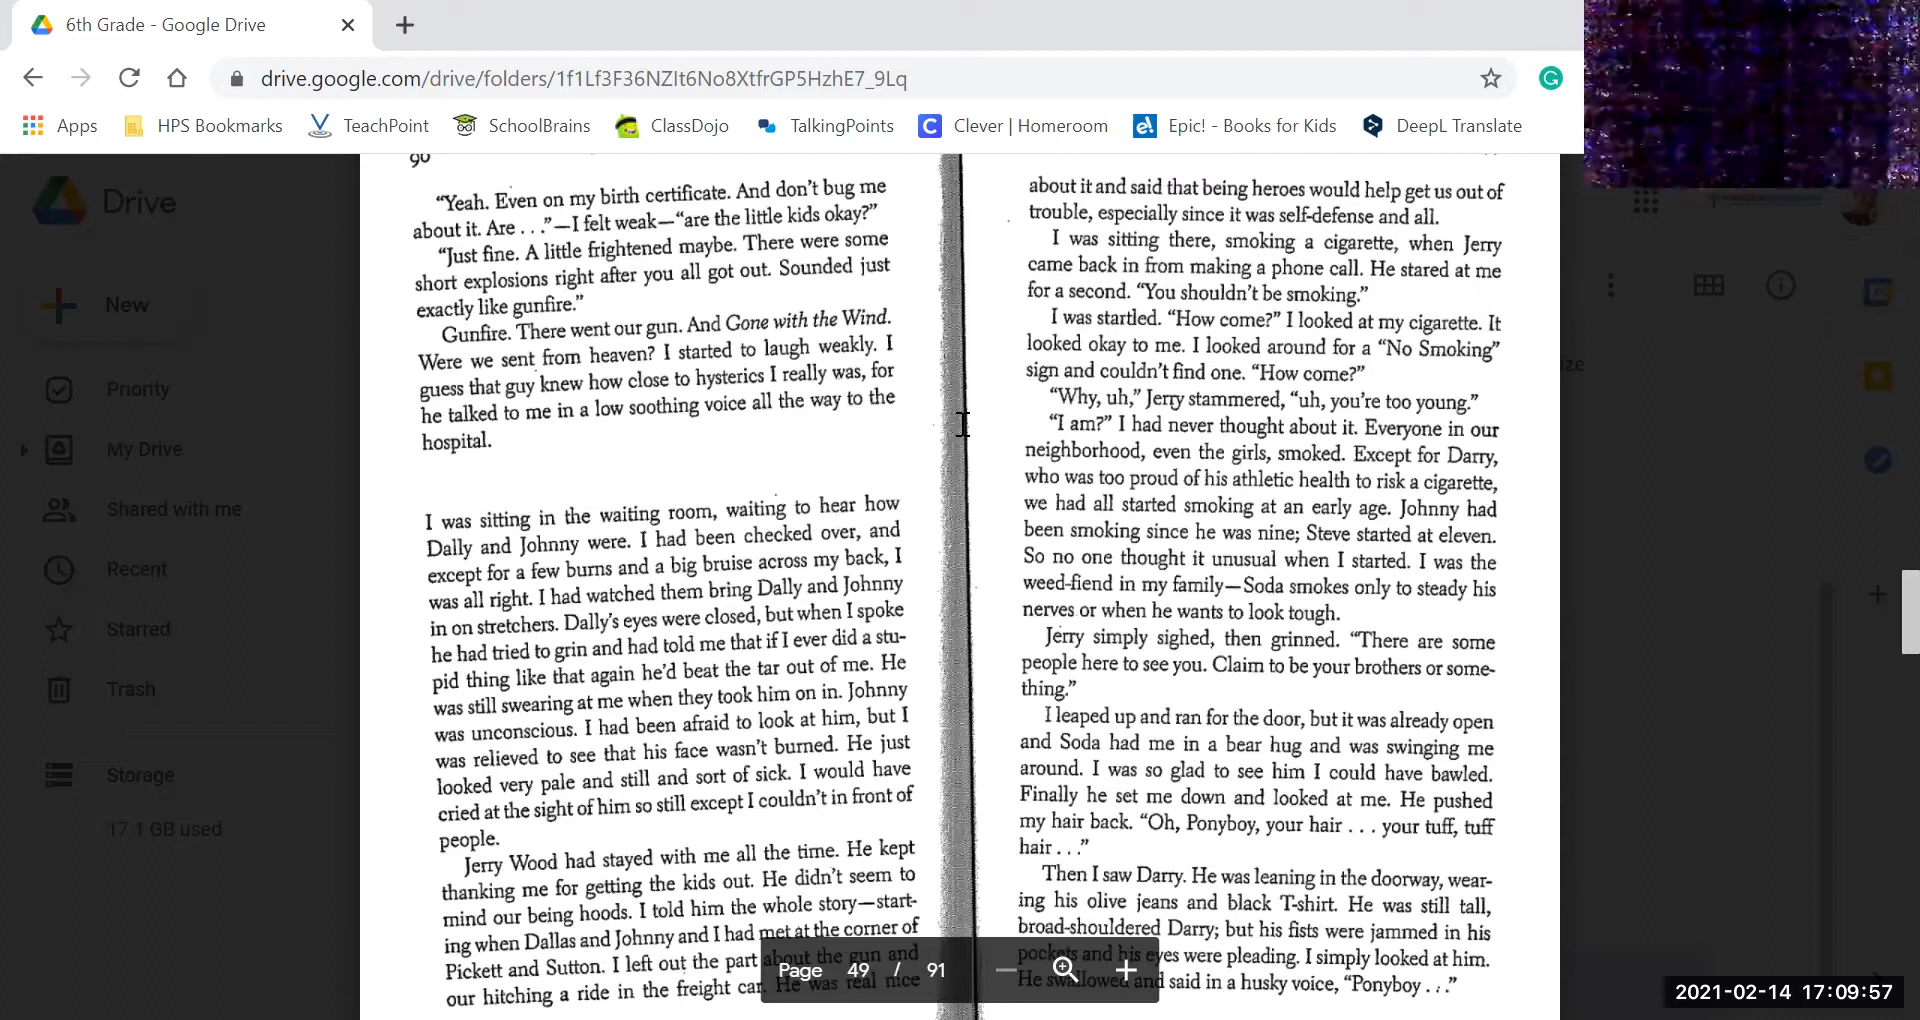 6th Grade - Google Drive
drive.google.com/drive/folders/1f1Lf3F36NZIt6No8XtfrGP5HzhE7_9Lq
Apps HPS Bookmarks TeachPoint SchoolBrains ClassDojo TalkingPoints Clever | Homeroom Epic! - Books for Kids DeepL Translate
Drive
New
Priority
My Drive
Shared with me
Recent
Starred
Trash
Storage
17.1 GB used
90
“Yeah. Even on my birth certificate. And don’t bug me
about it. Are . . .”—I felt weak—“are the little kids okay?”
“Just fine. A little frightened maybe. There were some
short explosions right after you all got out. Sounded just
exactly like gunfire.”
Gunfire. There went our gun. And Gone with the Wind.
Were we sent from heaven? I started to laugh weakly. I
guess that guy knew how close to hysterics I really was, for
he talked to me in a low soothing voice all the way to the
hospital.
I was sitting in the waiting room, waiting to hear how
Dally and Johnny were. I had been checked over, and
except for a few burns and a big bruise across my back, I
was all right. I had watched them bring Dally and Johnny
in on stretchers. Dally’s eyes were closed, but when I spoke
he had tried to grin and had told me that if I ever did a stu-
pid thing like that again he’d beat the tar out of me. He
was still swearing at me when they took him on in. Johnny
was unconscious. I had been afraid to look at him, but I
was relieved to see that his face wasn’t burned. He just
looked very pale and still and sort of sick. I would have
cried at the sight of him so still except I couldn’t in front of
people.
Jerry Wood had stayed with me all the time. He kept
thanking me for getting the kids out. He didn’t seem to
mind our being hoods. I told him the whole story—start-
ing when Dallas and Johnny and I had met at the corner of
Pickett and Sutton. I left out the part about the gun and
our hitching a ride in the freight car. He was real nice
about it and said that being heroes would help get us out of
trouble, especially since it was self-defense and all.
I was sitting there, smoking a cigarette, when Jerry
came back in from making a phone call. He stared at me
for a second. “You shouldn’t be smoking.”
I was startled. “How come?” I looked at my cigarette. It
looked okay to me. I looked around for a “No Smoking”
sign and couldn’t find one. “How come?”
“Why, uh,” Jerry stammered, “uh, you’re too young.”
“I am?” I had never thought about it. Everyone in our
neighborhood, even the girls, smoked. Except for Darry,
who was too proud of his athletic health to risk a cigarette,
we had all started smoking at an early age. Johnny had
been smoking since he was nine; Steve started at eleven.
So no one thought it unusual when I started. I was the
weed-fiend in my family—Soda smokes only to steady his
nerves or when he wants to look tough.
Jerry simply sighed, then grinned. “There are some
people here to see you. Claim to be your brothers or some-
thing.”
I leaped up and ran for the door, but it was already open
and Soda had me in a bear hug and was swinging me
around. I was so glad to see him I could have bawled.
Finally he set me down and looked at me. He pushed
my hair back. “Oh, Ponyboy, your hair . . . your tuff, tuff
hair . . .”
Then I saw Darry. He was leaning in the doorway, wear-
ing his olive jeans and black T-shirt. He was still tall,
broad-shouldered Darry; but his fists were jammed in his
pockets and his eyes were pleading. I simply looked at him.
He swallowed and said in a husky voice, “Ponyboy . . .”
Page 49 / 91
2021-02-14 17:09:57